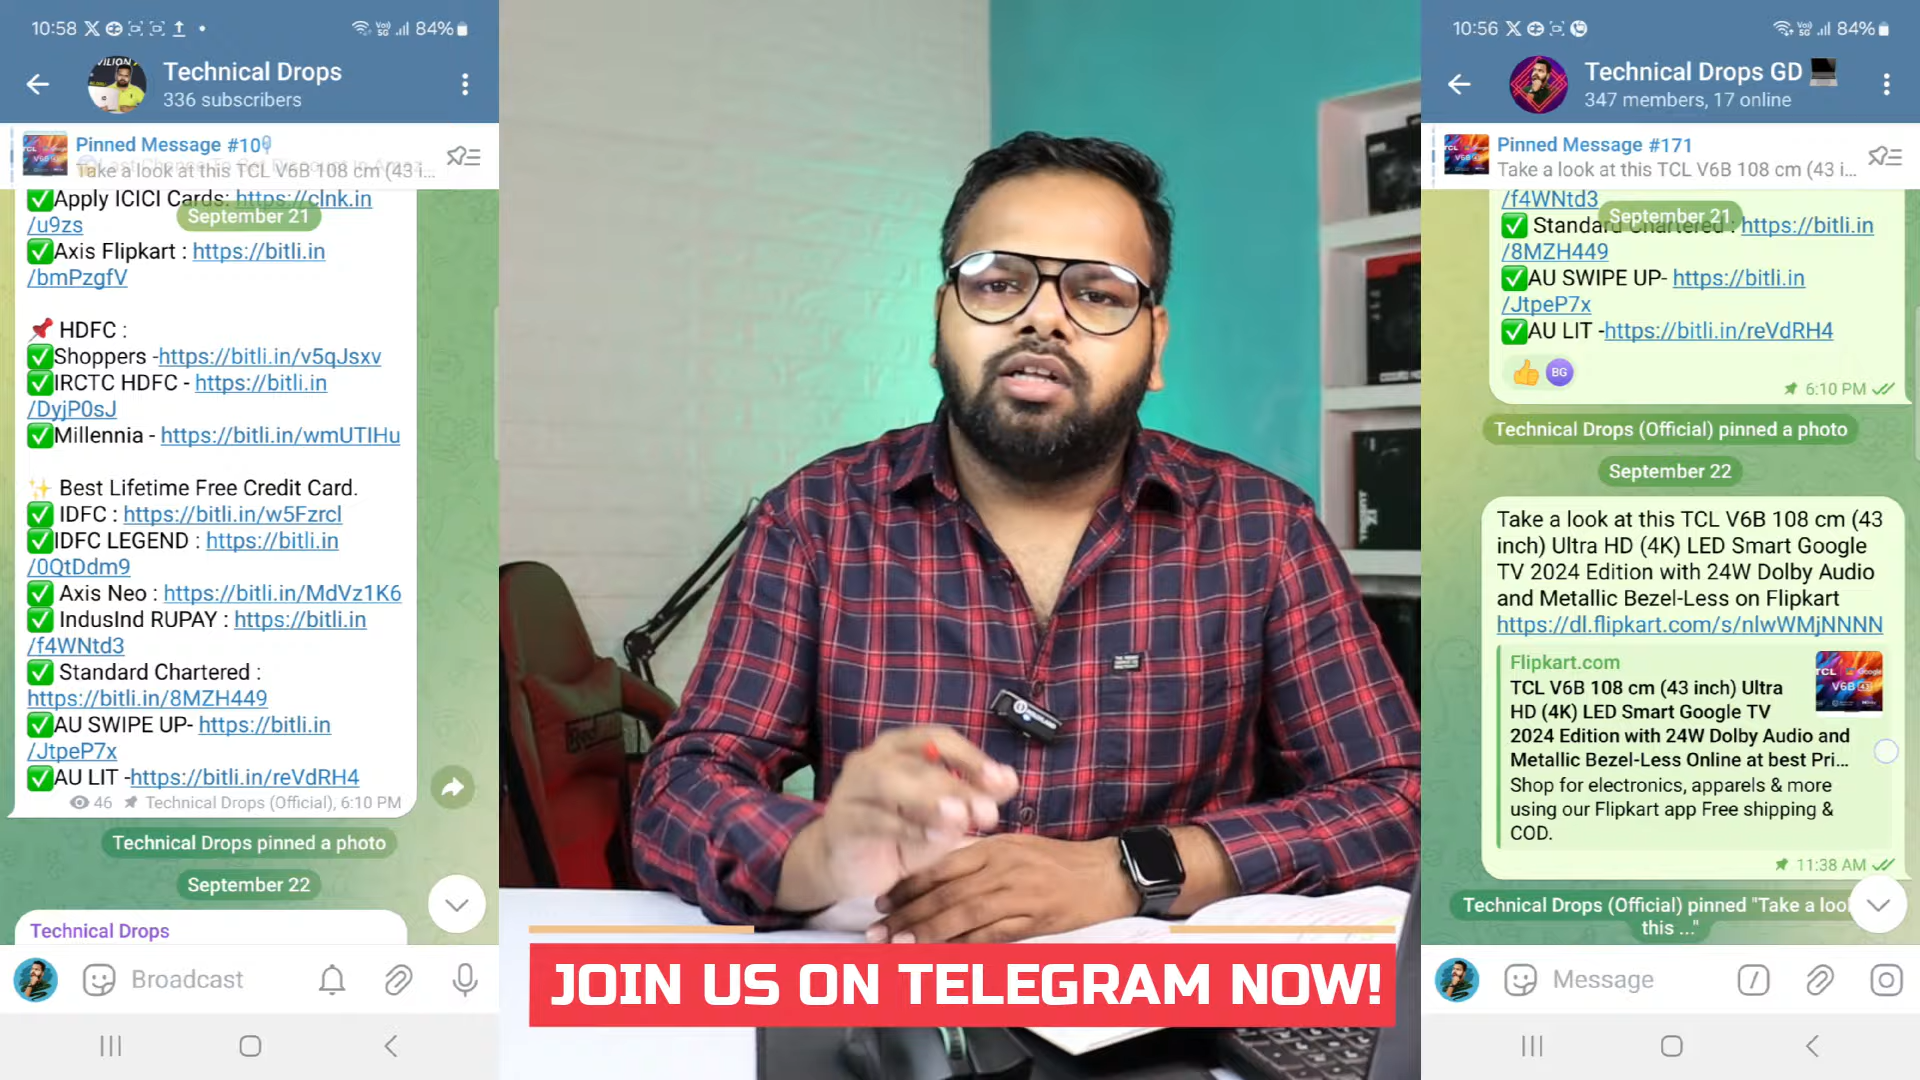 10:58
84%
Technical Drops
336 subscribers
Pinned Message #10
Take a look at this TCL V6B 108 cm (43 i...
Apply ICICI Cards: https://clnk.in
/u9zs
September 21
Axis Flipkart : https://bitli.in
/bmPzgfV
HDFC :
Shoppers -https://bitli.in/v5qJsxv
IRCTC HDFC - https://bitli.in
/DyjP0sJ
Millennia - https://bitli.in/wmUTIHu
Best Lifetime Free Credit Card.
IDFC : https://bitli.in/w5Fzrcl
IDFC LEGEND : https://bitli.in
/0QtDdm9
Axis Neo : https://bitli.in/MdVz1K6
IndusInd RUPAY : https://bitli.in
/f4WNtd3
Standard Chartered :
https://bitli.in/8MZH449
AU SWIPE UP- https://bitli.in
/JtpeP7x
AU LIT -https://bitli.in/reVdRH4
46 Technical Drops (Official), 6:10 PM
Technical Drops pinned a photo
September 22
Technical Drops
Broadcast
JOIN US ON TELEGRAM NOW!
10:56
84%
Technical Drops GD
347 members, 17 online
Pinned Message #171
Take a look at this TCL V6B 108 cm (43 i...
/f4WNtd3
September 21
Standard Chartered : https://bitli.in
/8MZH449
AU SWIPE UP- https://bitli.in
/JtpeP7x
AU LIT -https://bitli.in/reVdRH4
BG
6:10 PM
Technical Drops (Official) pinned a photo
September 22
Take a look at this TCL V6B 108 cm (43
inch) Ultra HD (4K) LED Smart Google
TV 2024 Edition with 24W Dolby Audio
and Metallic Bezel-Less on Flipkart
https://dl.flipkart.com/s/nlwWMjNNNN
Flipkart.com
TCL V6B 108 cm (43 inch) Ultra
HD (4K) LED Smart Google TV
2024 Edition with 24W Dolby Audio and
Metallic Bezel-Less Online at best Pri...
Shop for electronics, apparels & more
using our Flipkart app Free shipping &
COD.
11:38 AM
Technical Drops (Official) pinned "Take a loo
this ..."
Message